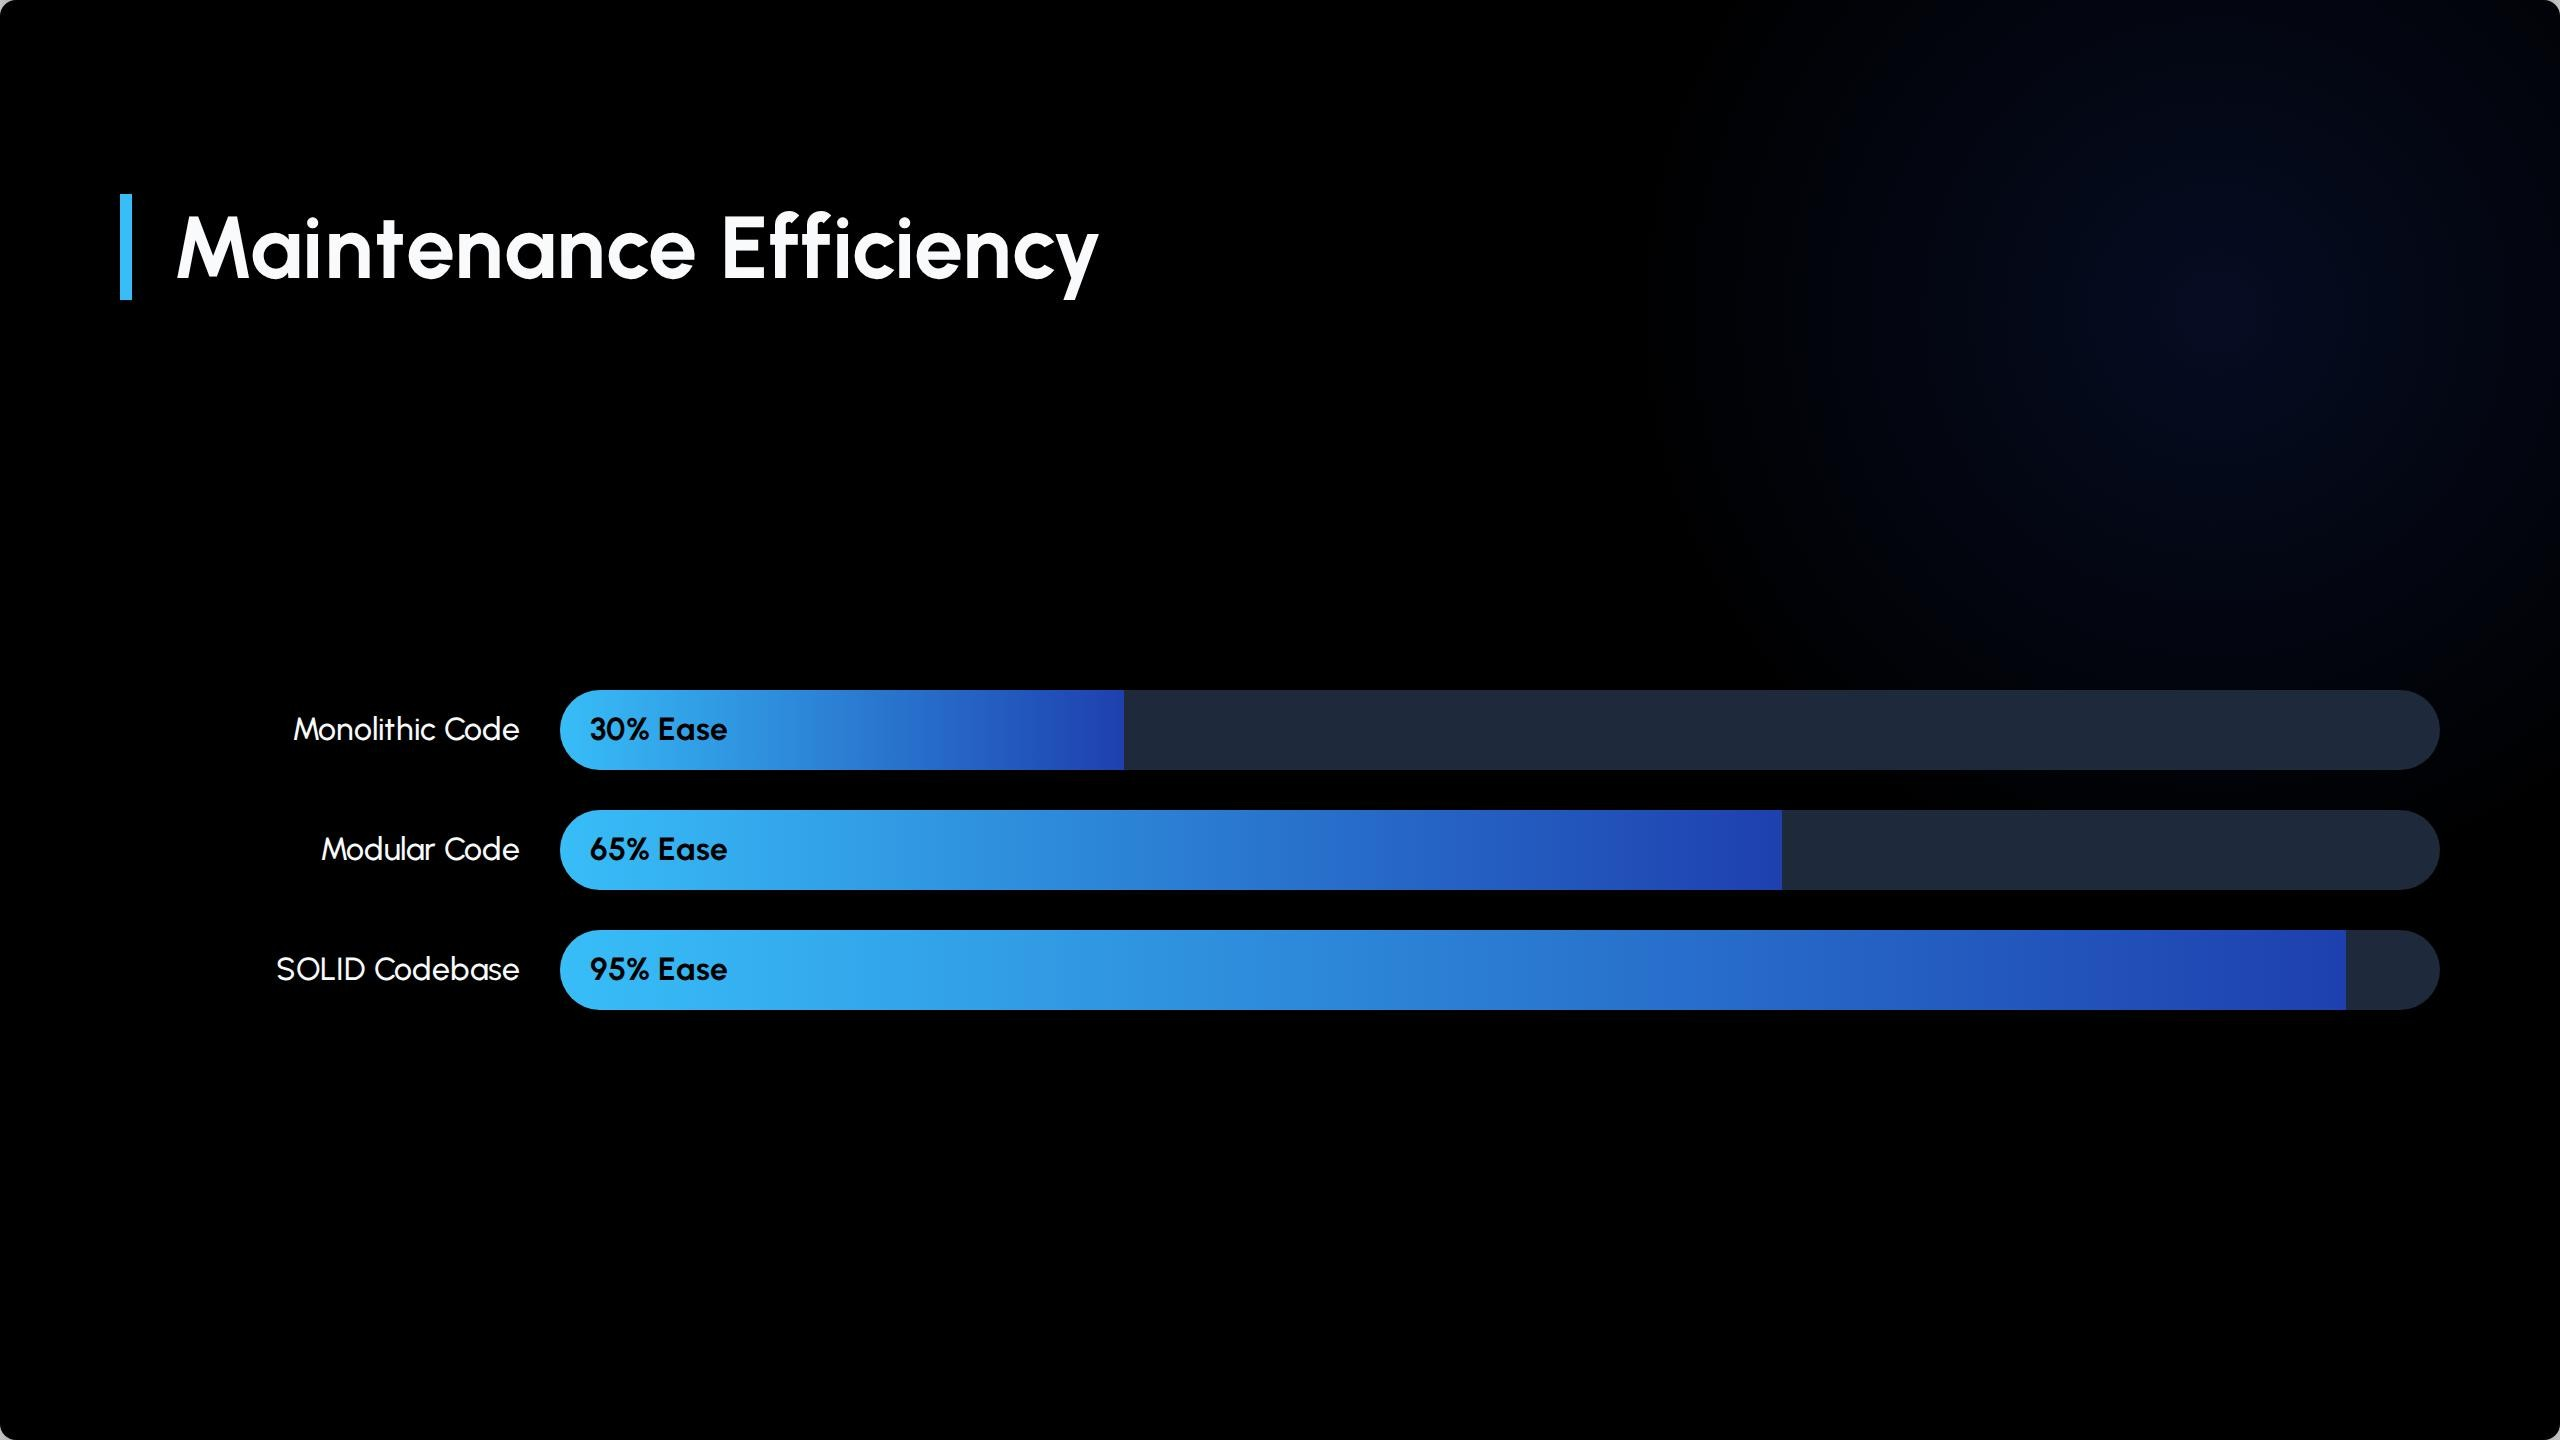 Maintenance Efficiency
Monolithic Code
30% Ease
Modular Code
65% Ease
SOLID Codebase
95% Ease